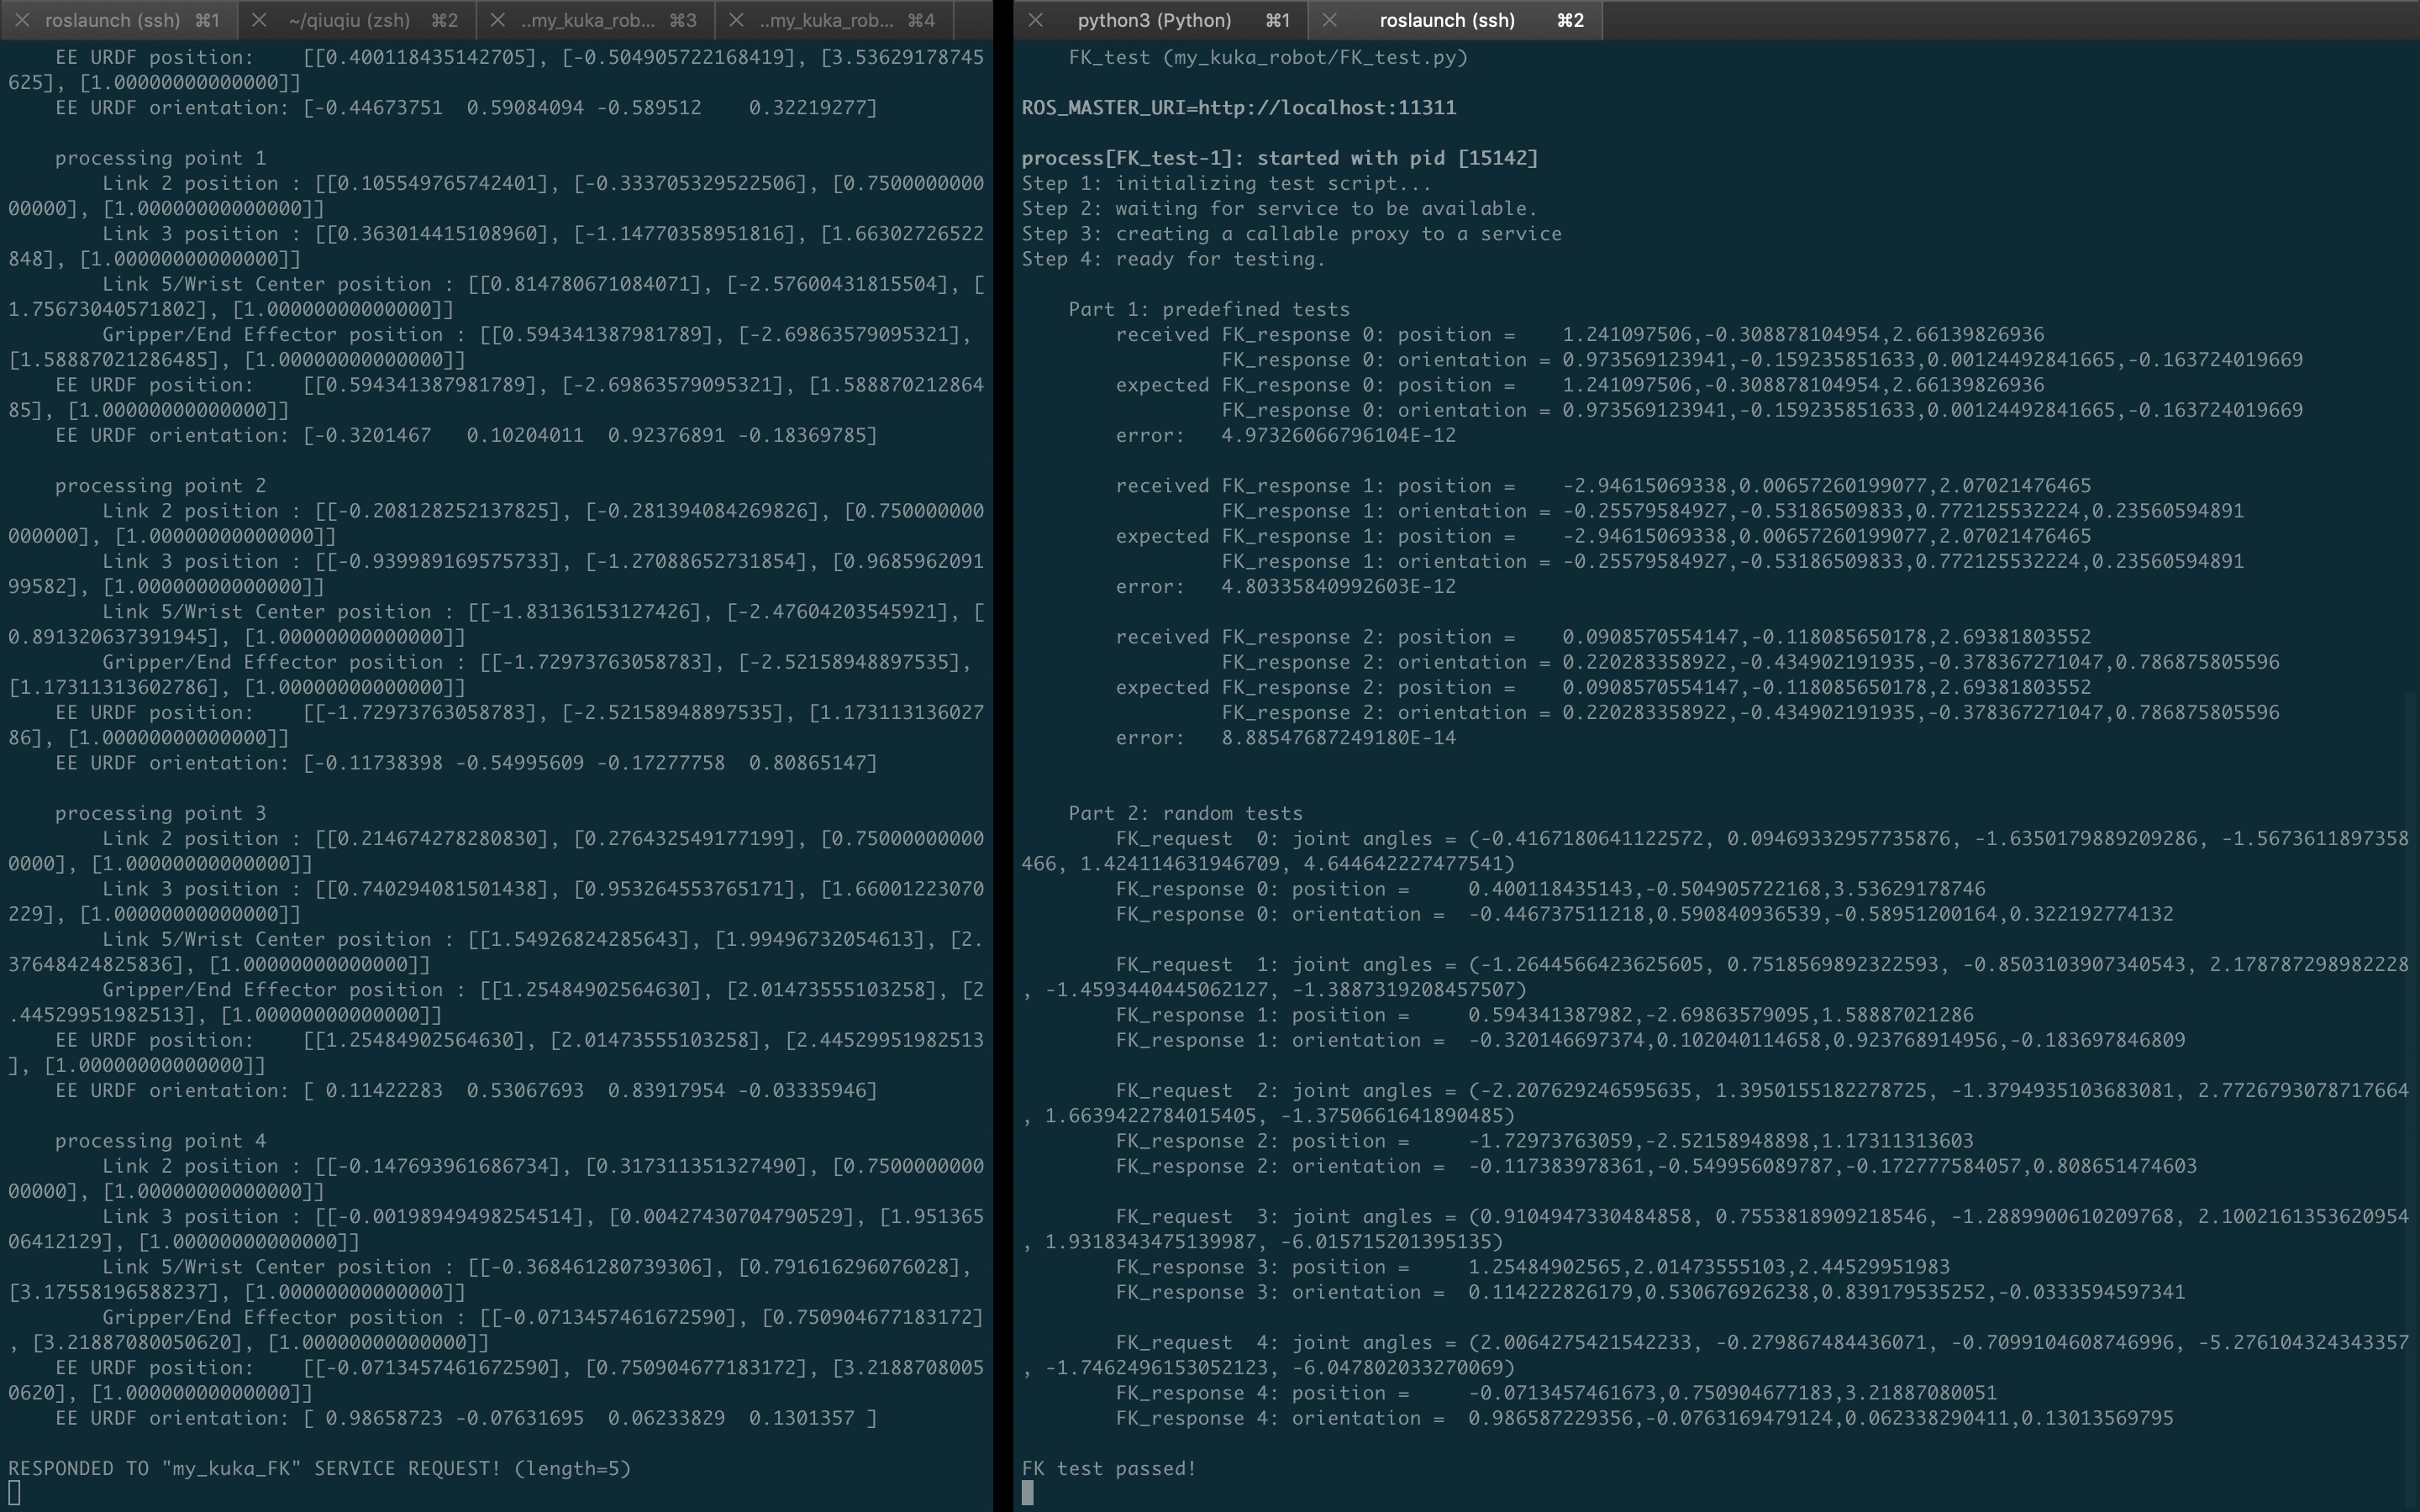 roslaunch (ssh) ⌘1 ~/qiuqiu (zsh) ⌘2 ..my_kuka_rob... ⌘3 ..my_kuka_rob... ⌘4
EE URDF position:    [[0.400118435142705], [-0.504905722168419], [3.53629178745
625], [1.00000000000000]]
EE URDF orientation: [-0.44673751  0.59084094 -0.589512    0.32219277]
processing point 1
Link 2 position : [[0.105549765742401], [-0.333705329522506], [0.7500000000
00000], [1.00000000000000]]
Link 3 position : [[0.363014415108960], [-1.14770358951816], [1.66302726522
848], [1.00000000000000]]
Link 5/Wrist Center position : [[0.814780671084071], [-2.57600431815504], [
1.75673040571802], [1.00000000000000]]
Gripper/End Effector position : [[0.594341387981789], [-2.69863579095321],
[1.58887021286485], [1.00000000000000]]
EE URDF position:    [[0.594341387981789], [-2.69863579095321], [1.588870212864
85], [1.00000000000000]]
EE URDF orientation: [-0.3201467   0.10204011  0.92376891 -0.18369785]
processing point 2
Link 2 position : [[-0.208128252137825], [-0.281394084269826], [0.750000000
000000], [1.00000000000000]]
Link 3 position : [[-0.939989169575733], [-1.27088652731854], [0.9685962091
99582], [1.00000000000000]]
Link 5/Wrist Center position : [[-1.83136153127426], [-2.47604203545921], [
0.891320637391945], [1.00000000000000]]
Gripper/End Effector position : [[-1.72973763058783], [-2.52158948897535],
[1.17311313602786], [1.00000000000000]]
EE URDF position:    [[-1.72973763058783], [-2.52158948897535], [1.173113136027
86], [1.00000000000000]]
EE URDF orientation: [-0.11738398 -0.54995609 -0.17277758  0.80865147]
processing point 3
Link 2 position : [[0.214674278280830], [0.276432549177199], [0.75000000000
0000], [1.00000000000000]]
Link 3 position : [[0.740294081501438], [0.953264553765171], [1.66001223070
229], [1.00000000000000]]
Link 5/Wrist Center position : [[1.54926824285643], [1.99496732054613], [2.
37648424825836], [1.00000000000000]]
Gripper/End Effector position : [[1.25484902564630], [2.01473555103258], [2
.44529951982513], [1.00000000000000]]
EE URDF position:    [[1.25484902564630], [2.01473555103258], [2.44529951982513
], [1.00000000000000]]
EE URDF orientation: [ 0.11422283  0.53067693  0.83917954 -0.03335946]
processing point 4
Link 2 position : [[-0.147693961686734], [0.317311351327490], [0.7500000000
00000], [1.00000000000000]]
Link 3 position : [[-0.00198949498254514], [0.00427430704790529], [1.951365
06412129], [1.00000000000000]]
Link 5/Wrist Center position : [[-0.368461280739306], [0.791616296076028],
[3.17558196588237], [1.00000000000000]]
Gripper/End Effector position : [[-0.0713457461672590], [0.750904677183172]
, [3.21887080050620], [1.00000000000000]]
EE URDF position:    [[-0.0713457461672590], [0.750904677183172], [3.2188708005
0620], [1.00000000000000]]
EE URDF orientation: [ 0.98658723 -0.07631695  0.06233829  0.1301357 ]
RESPONDED TO "my_kuka_FK" SERVICE REQUEST! (length=5)
python3 (Python) ⌘1 roslaunch (ssh) ⌘2
FK_test (my_kuka_robot/FK_test.py)
ROS_MASTER_URI=http://localhost:11311
process[FK_test-1]: started with pid [15142]
Step 1: initializing test script...
Step 2: waiting for service to be available.
Step 3: creating a callable proxy to a service
Step 4: ready for testing.
Part 1: predefined tests
received FK_response 0: position =    1.241097506,-0.308878104954,2.66139826936
FK_response 0: orientation = 0.973569123941,-0.159235851633,0.00124492841665,-0.163724019669
expected FK_response 0: position =    1.241097506,-0.308878104954,2.66139826936
FK_response 0: orientation = 0.973569123941,-0.159235851633,0.00124492841665,-0.163724019669
error:   4.97326066796104E-12
received FK_response 1: position =    -2.94615069338,0.00657260199077,2.07021476465
FK_response 1: orientation = -0.25579584927,-0.53186509833,0.772125532224,0.23560594891
expected FK_response 1: position =    -2.94615069338,0.00657260199077,2.07021476465
FK_response 1: orientation = -0.25579584927,-0.53186509833,0.772125532224,0.23560594891
error:   4.80335840992603E-12
received FK_response 2: position =    0.0908570554147,-0.118085650178,2.69381803552
FK_response 2: orientation = 0.220283358922,-0.434902191935,-0.378367271047,0.786875805596
expected FK_response 2: position =    0.0908570554147,-0.118085650178,2.69381803552
FK_response 2: orientation = 0.220283358922,-0.434902191935,-0.378367271047,0.786875805596
error:   8.88547687249180E-14
Part 2: random tests
FK_request  0: joint angles = (-0.4167180641122572, 0.09469332957735876, -1.6350179889209286, -1.5673611897358
466, 1.424114631946709, 4.644642227477541)
FK_response 0: position =     0.400118435143,-0.504905722168,3.53629178746
FK_response 0: orientation =  -0.446737511218,0.590840936539,-0.58951200164,0.322192774132
FK_request  1: joint angles = (-1.2644566423625605, 0.7518569892322593, -0.8503103907340543, 2.178787298982228
, -1.4593440445062127, -1.3887319208457507)
FK_response 1: position =     0.594341387982,-2.69863579095,1.58887021286
FK_response 1: orientation =  -0.320146697374,0.102040114658,0.923768914956,-0.183697846809
FK_request  2: joint angles = (-2.207629246595635, 1.3950155182278725, -1.3794935103683081, 2.7726793078717664
, 1.6639422784015405, -1.3750661641890485)
FK_response 2: position =     -1.72973763059,-2.52158948898,1.17311313603
FK_response 2: orientation =  -0.117383978361,-0.549956089787,-0.172777584057,0.808651474603
FK_request  3: joint angles = (0.9104947330484858, 0.7553818909218546, -1.2889900610209768, 2.1002161353620954
, 1.9318343475139987, -6.015715201395135)
FK_response 3: position =     1.25484902565,2.01473555103,2.44529951983
FK_response 3: orientation =  0.114222826179,0.530676926238,0.839179535252,-0.0333594597341
FK_request  4: joint angles = (2.0064275421542233, -0.279867484436071, -0.7099104608746996, -5.276104324343357
, -1.7462496153052123, -6.047802033270069)
FK_response 4: position =     -0.0713457461673,0.750904677183,3.21887080051
FK_response 4: orientation =  0.986587229356,-0.0763169479124,0.062338290411,0.13013569795
FK test passed!